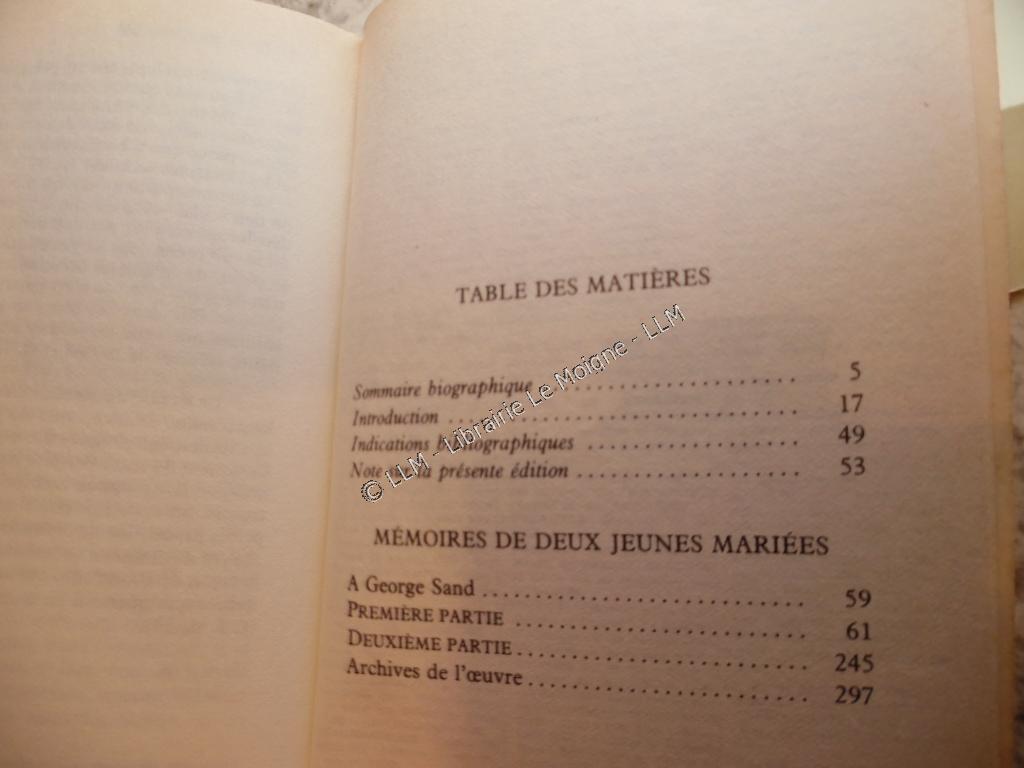 TABLE DES MATIÈRES
Sommaire biographique . . . . . . . . . . . . . . . . . . . . 5
Introduction . . . . . . . . . . . . . . . . . . . . . . . . . . . 17
Indications bibliographiques . . . . . . . . . . . . . . . . 49
Note sur la présente édition . . . . . . . . . . . . . . . . . 53
© LLM - Librairie Le Moigne - LLM
MÉMOIRES DE DEUX JEUNES MARIÉES
A George Sand . . . . . . . . . . . . . . . . . . . . . . . . . 59
PREMIÈRE PARTIE . . . . . . . . . . . . . . . . . . . . . . 61
DEUXIÈME PARTIE . . . . . . . . . . . . . . . . . . . . . . 245
Archives de l'œuvre . . . . . . . . . . . . . . . . . . . . . 297